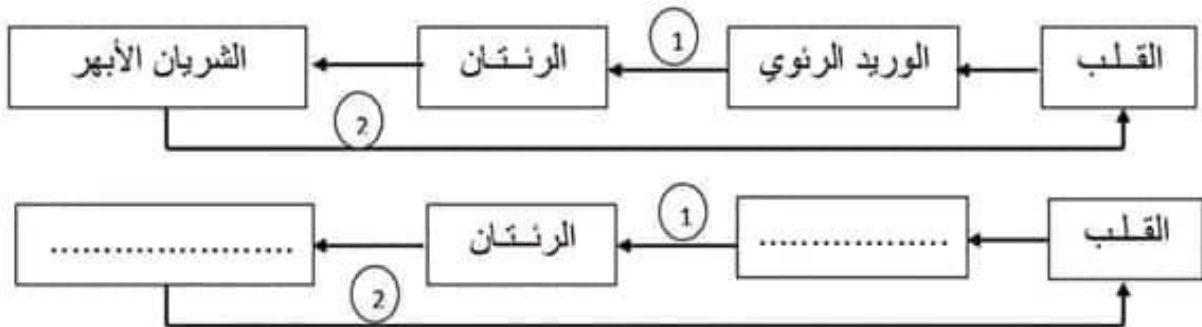 القلب الوريد الرئوي 1 الرئتان الشريان الأبهر
2
القلب ................. 1 الرئتان ......................
2